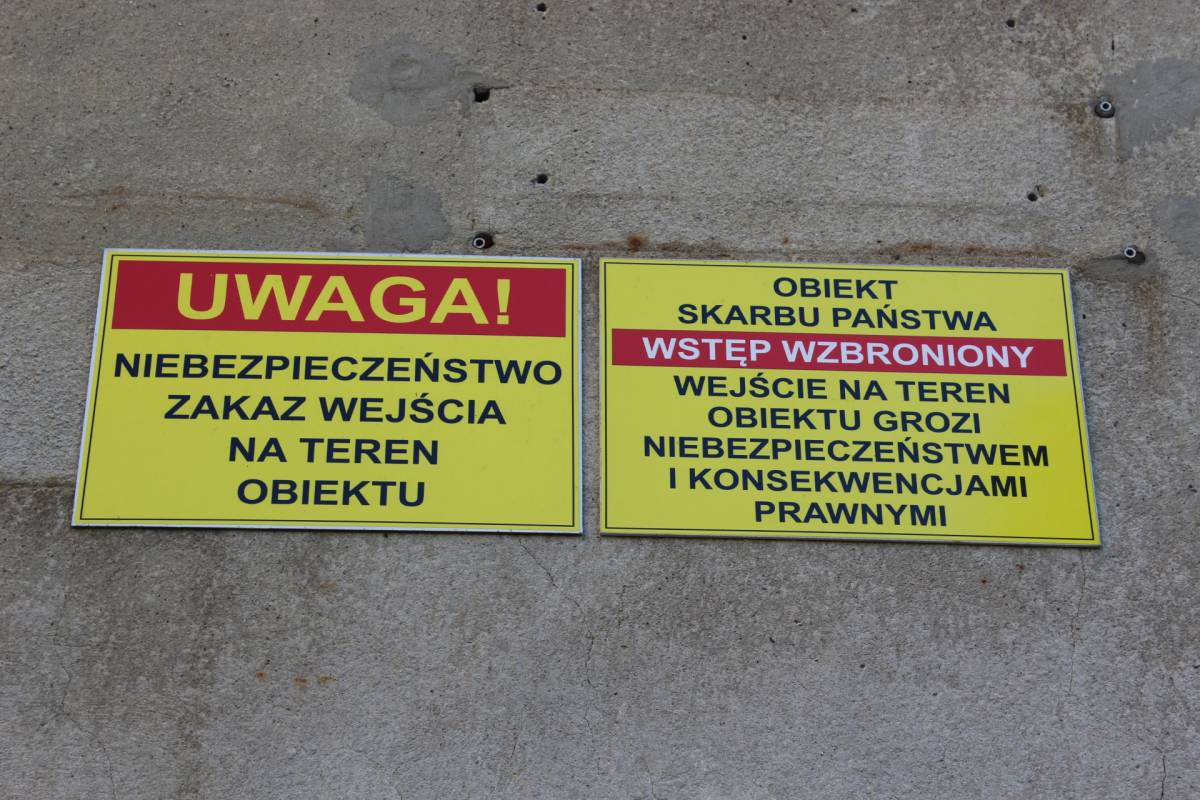 UWAGA!
NIEBEZPIECZEŃSTWO
ZAKAZ WEJŚCIA
NA TEREN
OBIEKTU
OBIEKT
SKARBU PAŃSTWA
WSTĘP WZBRONIONY
WEJŚCIE NA TEREN
OBIEKTU GROZI
NIEBEZPIECZEŃSTWEM
I KONSEKWENCJAMI
PRAWNYMI